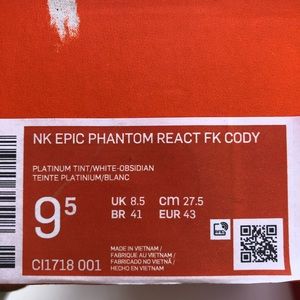 NK EPIC PHANTOM REACT FK CODY
PLATINUM TINT/WHITE-OBSIDIAN
TEINTE PLATINIUM/BLANC
9 5
UK 8.5 cm 27.5
BR 41 EUR 43
CI1718 001
MADE IN VIETNAM /
FABRIQUÉ AU VIETNAM /
FABRICADO NO VIETNÃ /
HECHO EN VIETNAM